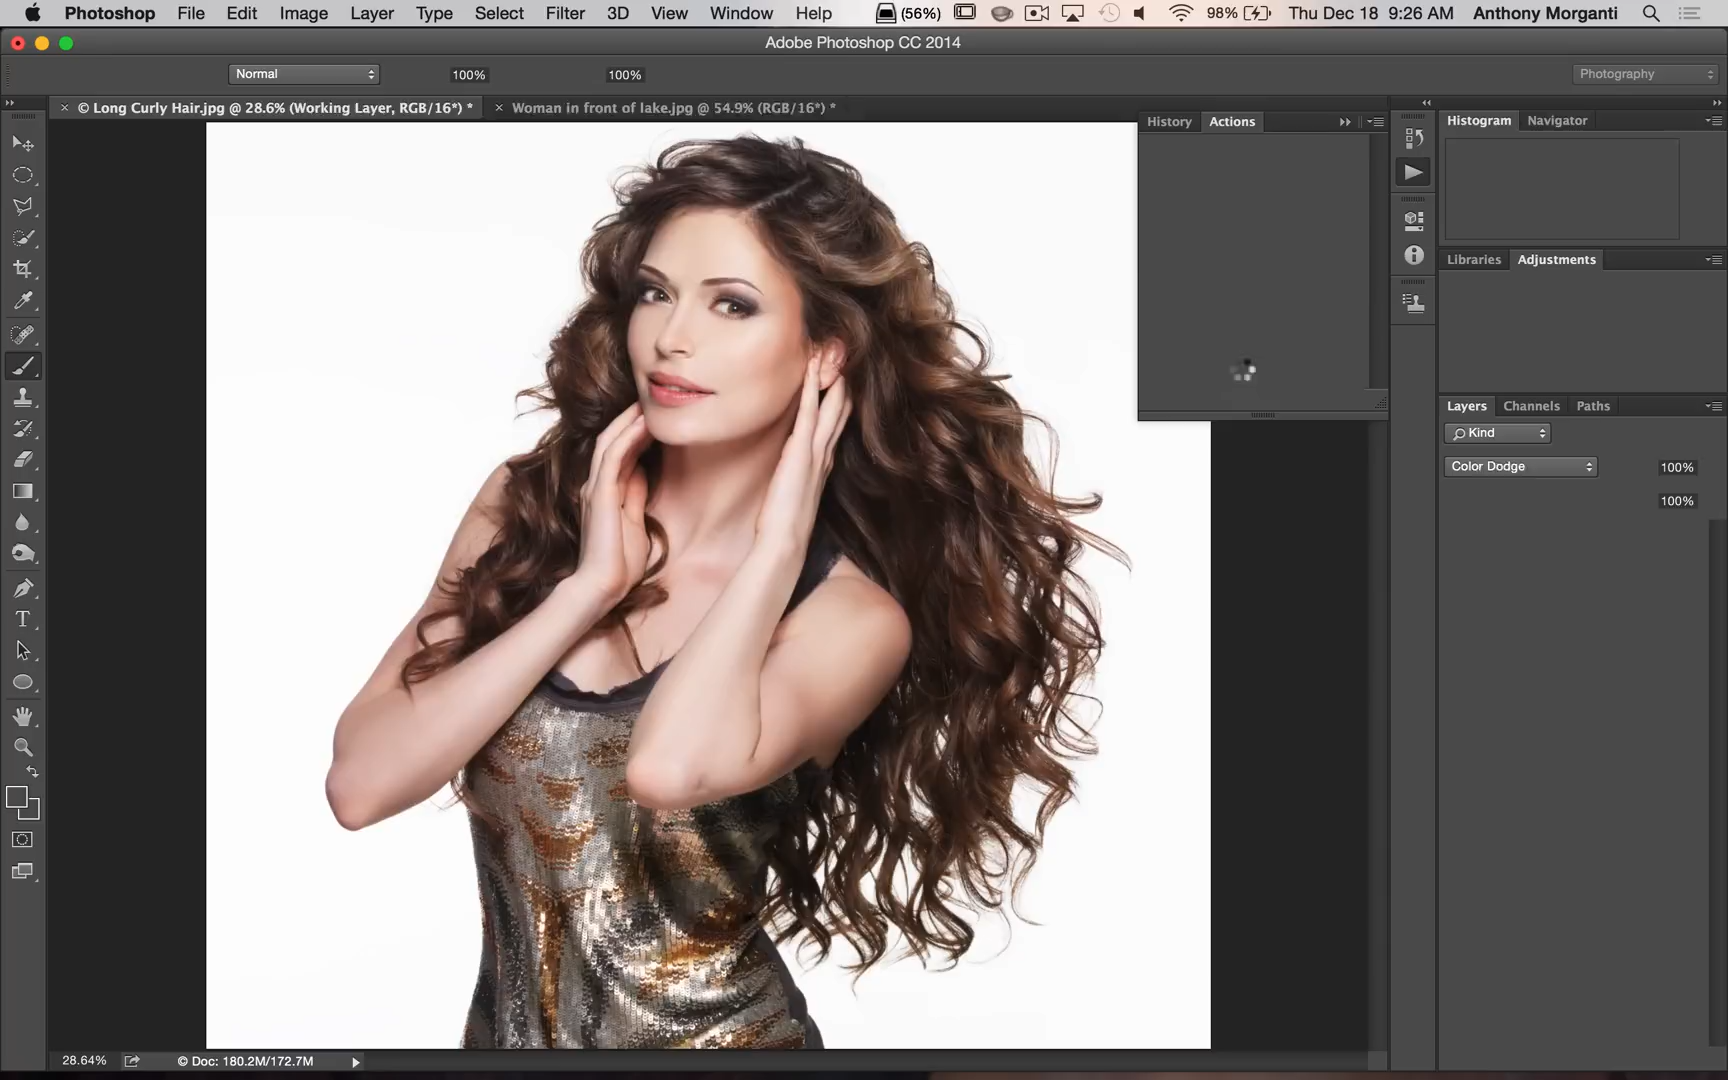 Photoshop File Edit Image Layer Type Select Filter 3D View Window Help (56%) 98% Thu Dec 18 9:26 AM Anthony Morganti
Adobe Photoshop CC 2014
Normal 100% 100% Photography
× © Long Curly Hair.jpg @ 28.6% (Working Layer, RGB/16*) * × Woman in front of lake.jpg @ 54.9% (RGB/16*) *
History Actions
Histogram Navigator
Libraries Adjustments
Layers Channels Paths
Kind
Color Dodge 100%
100%
T
28.64% © Doc: 180.2M/172.7M